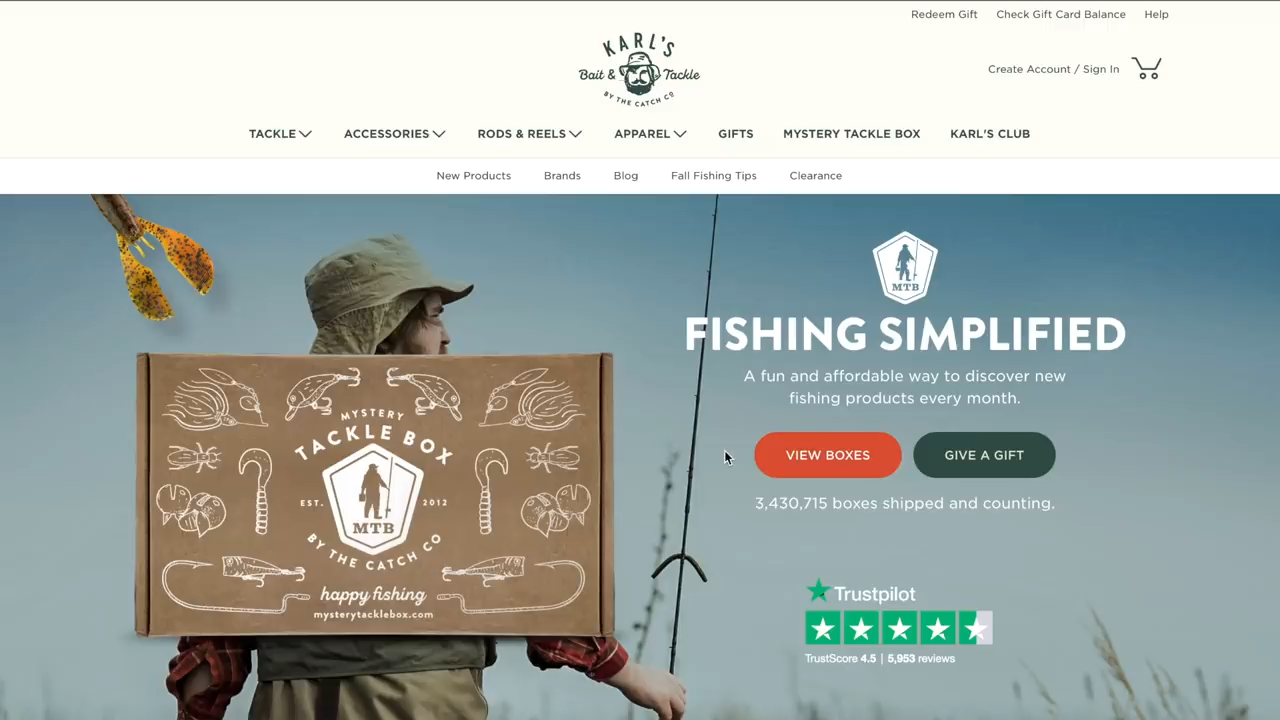 Redeem Gift Check Gift Card Balance Help
KARL'S
Bait & Tackle
BY THE CATCH CO
Create Account / Sign In
TACKLE ACCESSORIES RODS & REELS APPAREL GIFTS MYSTERY TACKLE BOX KARL'S CLUB
New Products Brands Blog Fall Fishing Tips Clearance
MTB
FISHING SIMPLIFIED
A fun and affordable way to discover new
fishing products every month.
VIEW BOXES GIVE A GIFT
3,430,715 boxes shipped and counting.
Trustpilot
TrustScore 4.5 | 5,953 reviews
MYSTERY
TACKLE BOX
EST. 2012
MTB
BY THE CATCH CO
happy fishing
mysterytacklebox.com